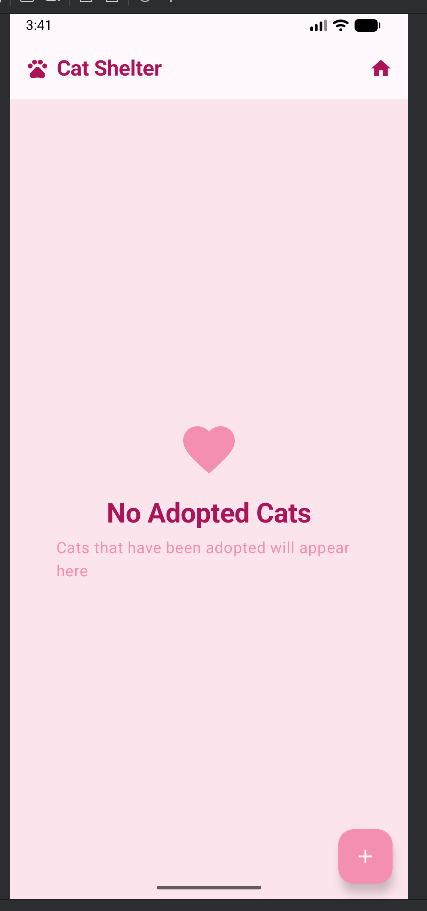 3:41
Cat Shelter
No Adopted Cats
Cats that have been adopted will appear
here
+